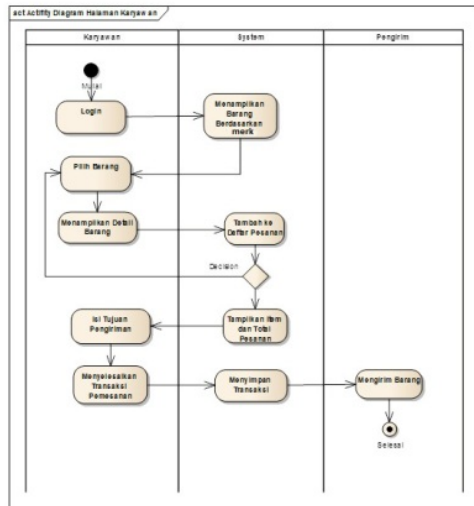 act Actifity Diagram Halaman Karyawan
Karyawan
System
Pengirim
Mulai
Login
Menampilkan
Barang
Berdasarkan
merk
Pilih Barang
Menampilkan Detail
Barang
Tambah ke
Daftar Pesanan
Decision
Isi Tujuan
Pengiriman
Tampilkan Item
dan Total
Pesanan
Menyelesaikan
Transaksi
Pemesanan
Menyimpan
Transaksi
Mengirim Barang
Selesai